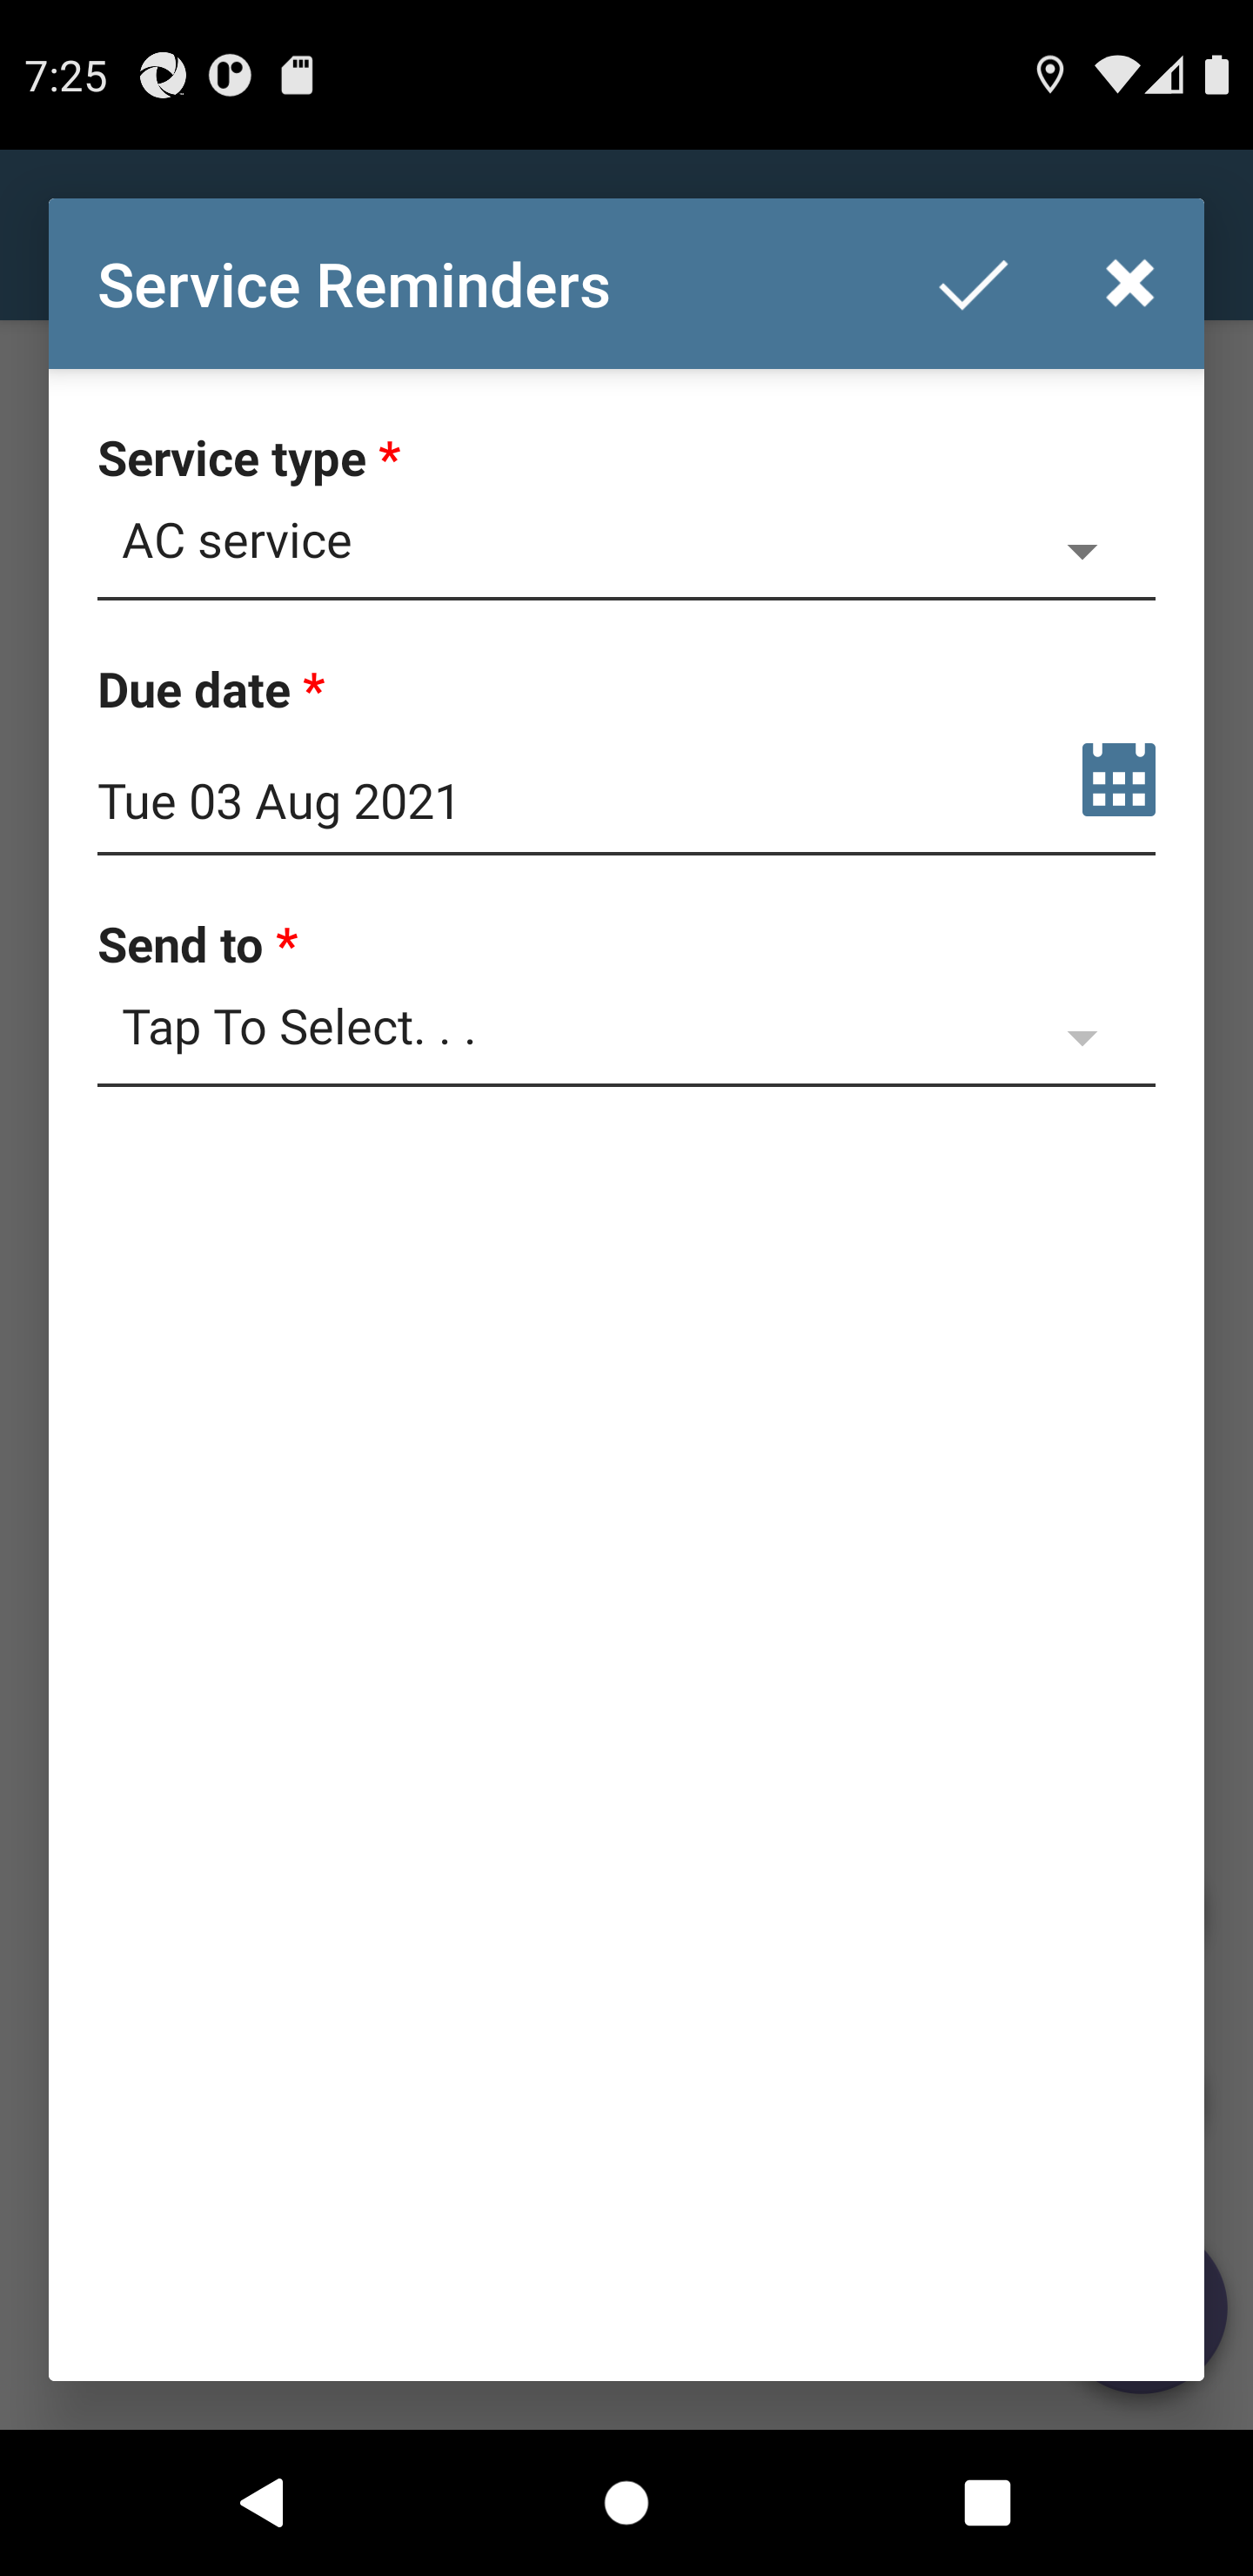 7:25
Service Reminders
Service type *
AC service
Due date *
Tue 03 Aug 2021
Send to *
Tap To Select. . .